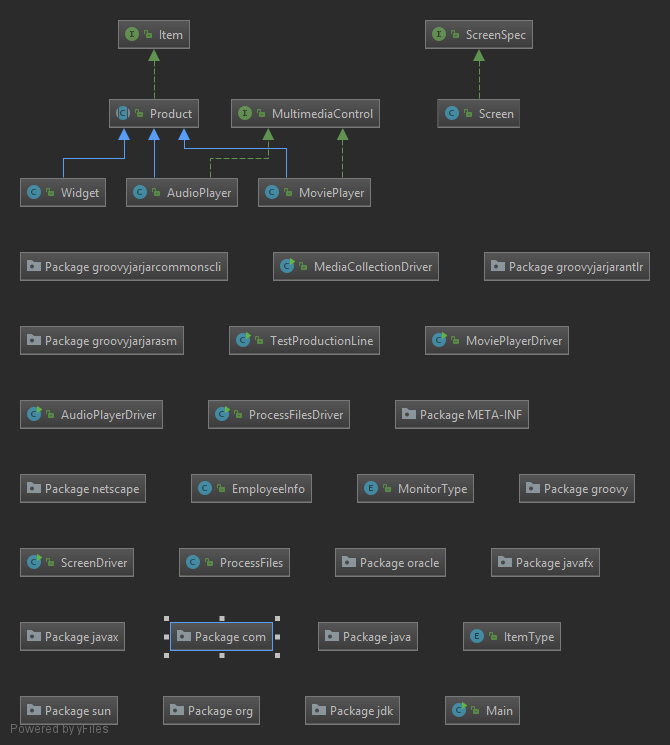 Item ScreenSpec
Product MultimediaControl Screen
Widget AudioPlayer MoviePlayer
Package groovyjarjarcommonscli MediaCollectionDriver Package groovyjarjarantlr
Package groovyjarjarasm TestProductionLine MoviePlayerDriver
AudioPlayerDriver ProcessFilesDriver Package META-INF
Package netscape EmployeeInfo MonitorType Package groovy
ScreenDriver ProcessFiles Package oracle Package javafx
Package javax Package com Package java ItemType
Package sun Package org Package jdk Main
Powered by yFiles